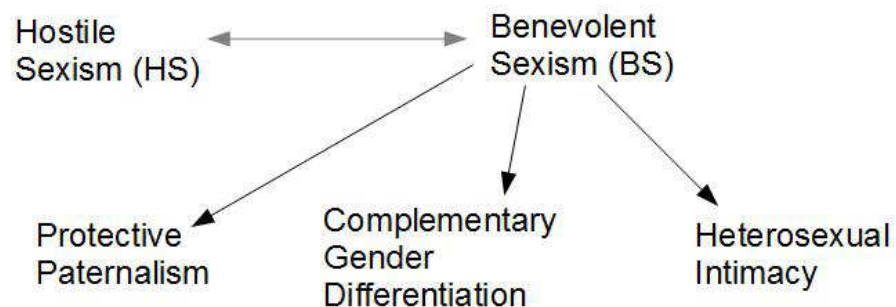 Hostile
Sexism (HS)
Benevolent
Sexism (BS)
Protective
Paternalism
Complementary
Gender
Differentiation
Heterosexual
Intimacy